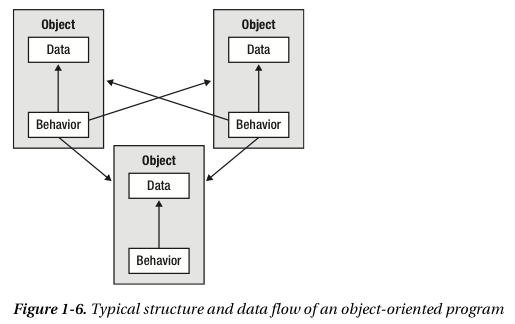 Object
Object
Data
Data
Behavior
Behavior
Object
Data
Behavior
Figure 1-6. Typical structure and data flow of an object-oriented program